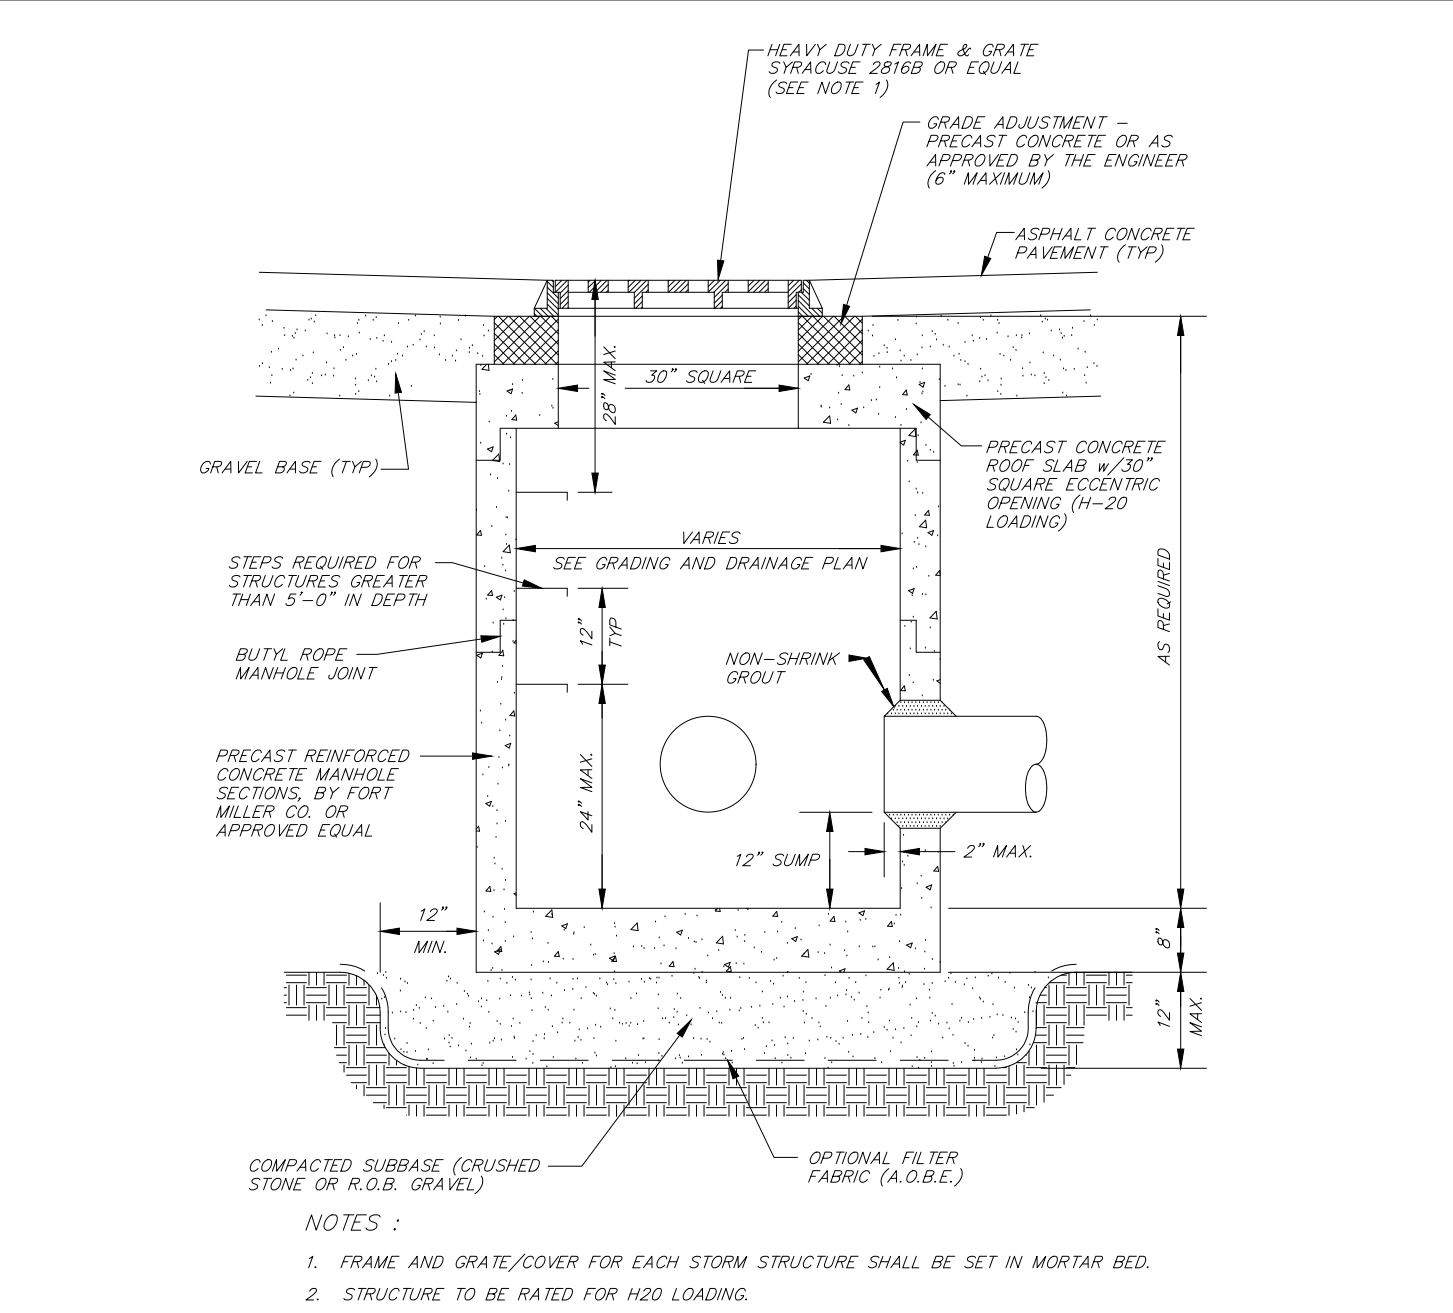 HEAVY DUTY FRAME & GRATE
SYRACUSE 2816B OR EQUAL
(SEE NOTE 1)
GRADE ADJUSTMENT –
PRECAST CONCRETE OR AS
APPROVED BY THE ENGINEER
(6" MAXIMUM)
ASPHALT CONCRETE
PAVEMENT (TYP)
28" MAX.
30" SQUARE
GRAVEL BASE (TYP)
PRECAST CONCRETE
ROOF SLAB w/30"
SQUARE ECCENTRIC
OPENING (H–20
LOADING)
VARIES
SEE GRADING AND DRAINAGE PLAN
STEPS REQUIRED FOR
STRUCTURES GREATER
THAN 5'–0" IN DEPTH
12"
TYP
AS REQUIRED
BUTYL ROPE
MANHOLE JOINT
NON–SHRINK
GROUT
PRECAST REINFORCED
CONCRETE MANHOLE
SECTIONS, BY FORT
MILLER CO. OR
APPROVED EQUAL
24" MAX.
12" SUMP
2" MAX.
12"
MIN.
8"
12"
MAX.
COMPACTED SUBBASE (CRUSHED
STONE OR R.O.B. GRAVEL)
OPTIONAL FILTER
FABRIC (A.O.B.E.)
NOTES :
1. FRAME AND GRATE/COVER FOR EACH STORM STRUCTURE SHALL BE SET IN MORTAR BED.
2. STRUCTURE TO BE RATED FOR H20 LOADING.